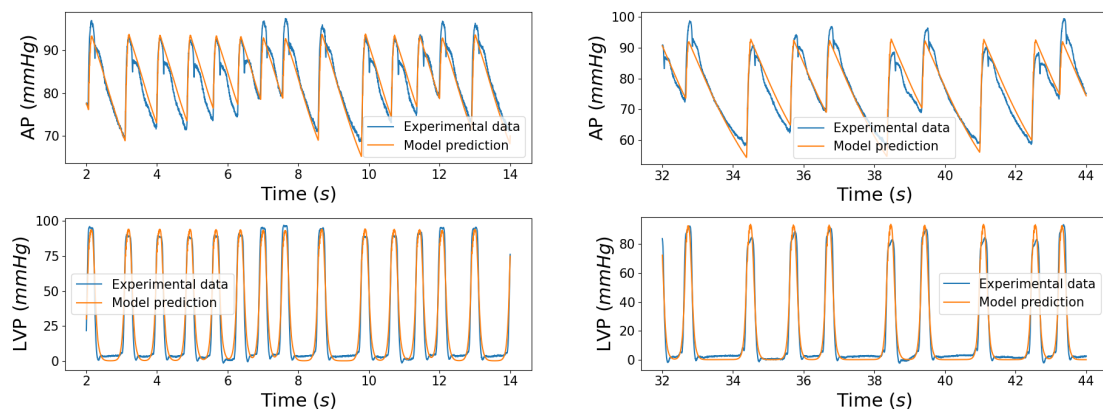 AP (mmHg)
90
80
70
2
4
6
8
10
12
14
Time (s)
Experimental data
Model prediction
AP (mmHg)
100
90
80
70
60
32
34
36
38
40
42
44
Time (s)
Experimental data
Model prediction
LVP (mmHg)
100
75
50
25
0
2
4
6
8
10
12
14
Time (s)
Experimental data
Model prediction
LVP (mmHg)
80
60
40
20
0
32
34
36
38
40
42
44
Time (s)
Experimental data
Model prediction